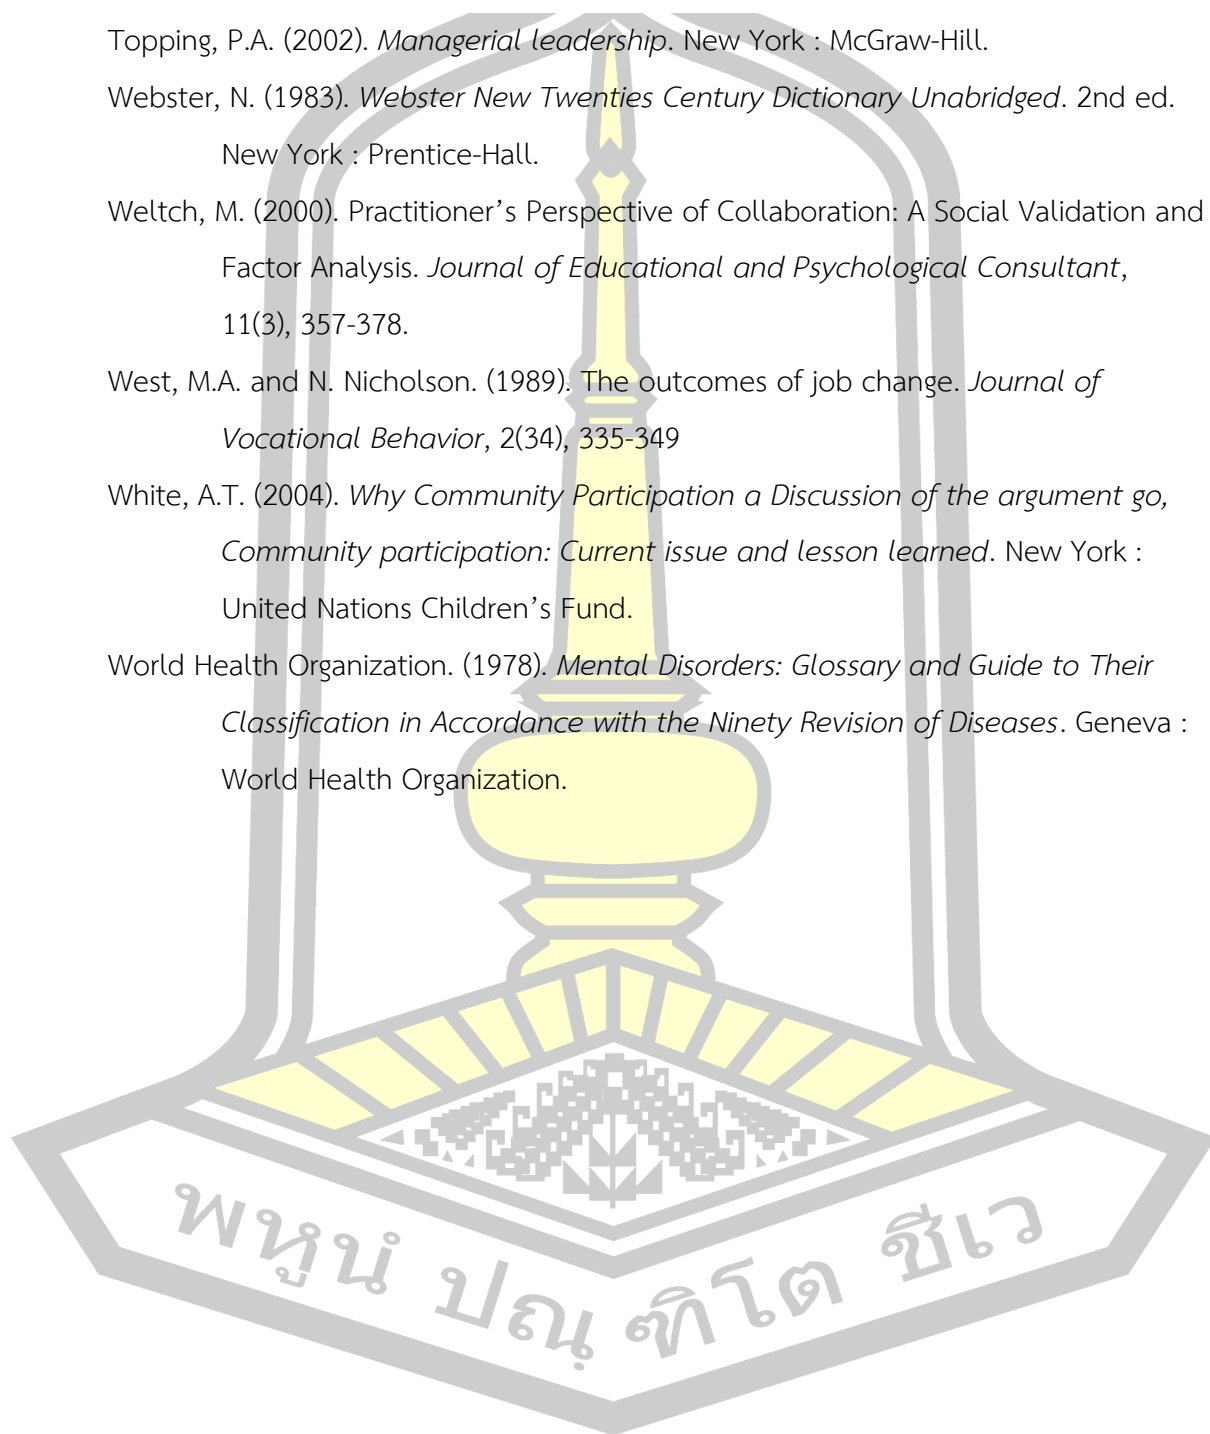 Topping, P.A. (2002). Managerial leadership. New York : McGraw-Hill.
Webster, N. (1983). Webster New Twenties Century Dictionary Unabridged. 2nd ed.
New York : Prentice-Hall.
Weltch, M. (2000). Practitioner’s Perspective of Collaboration: A Social Validation and
Factor Analysis. Journal of Educational and Psychological Consultant,
11(3), 357-378.
West, M.A. and N. Nicholson. (1989). The outcomes of job change. Journal of
Vocational Behavior, 2(34), 335-349
White, A.T. (2004). Why Community Participation a Discussion of the argument go,
Community participation: Current issue and lesson learned. New York :
United Nations Children’s Fund.
World Health Organization. (1978). Mental Disorders: Glossary and Guide to Their
Classification in Accordance with the Ninety Revision of Diseases. Geneva :
World Health Organization.
พหูนํ ปณฺฑิโต ชีเว